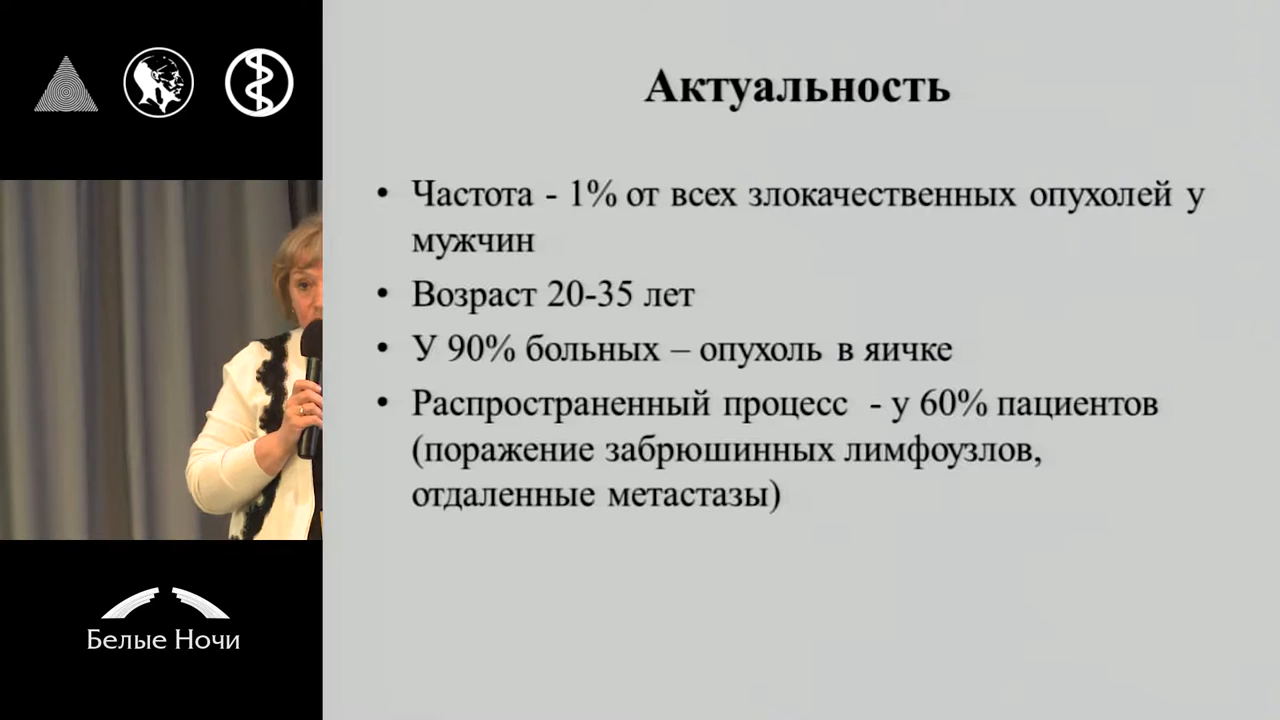 Актуальность
• Частота - 1% от всех злокачественных опухолей у
мужчин
• Возраст 20-35 лет
• У 90% больных – опухоль в яичке
• Распространенный процесс - у 60% пациентов
(поражение забрюшинных лимфоузлов,
отдаленные метастазы)
Белые Ночи